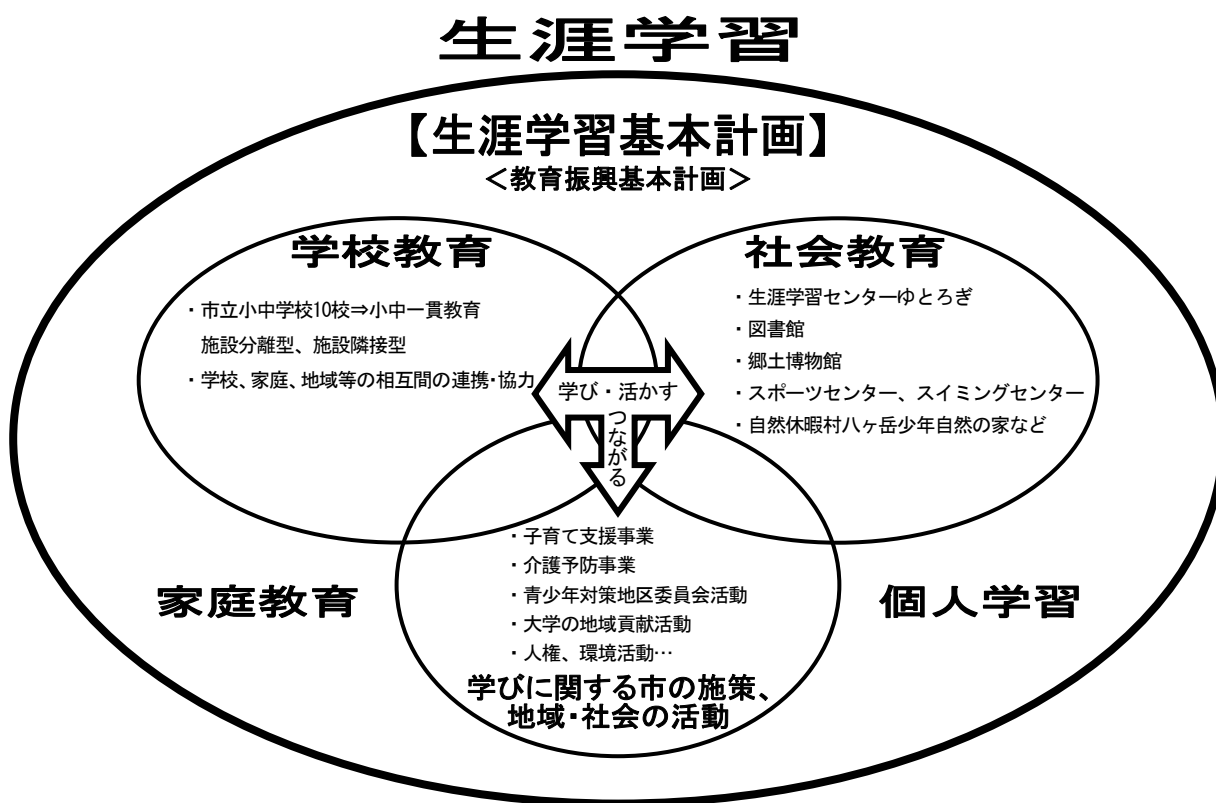 生涯学習
【生涯学習基本計画】
＜教育振興基本計画＞
学校教育
・市立小中学校10校⇒小中一貫教育
施設分離型、施設隣接型
・学校、家庭、地域等の相互間の連携・協力
社会教育
・生涯学習センターゆとろぎ
・図書館
・郷土博物館
・スポーツセンター、スイミングセンター
・自然休暇村八ヶ岳少年自然の家など
学び・活かす
つながる
・子育て支援事業
・介護予防事業
・青少年対策地区委員会活動
・大学の地域貢献活動
・人権、環境活動…
学びに関する市の施策、
地域・社会の活動
家庭教育
個人学習